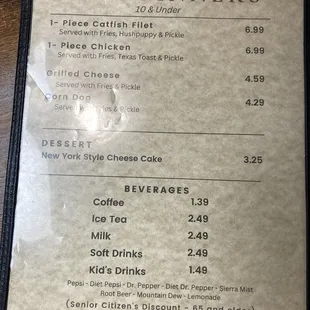 10 & Under
1- Piece Catfish Filet 6.99
Served with Fries, Hushpuppy & Pickle
1- Piece Chicken 6.99
Served with Fries, Texas Toast & Pickle
Grilled Cheese 4.59
Served with Fries & Pickle
Corn Dog 4.29
& Pickle
DESSERT
New York Style Cheese Cake 3.25
BEVERAGES
Coffee 1.39
Ice Tea 2.49
Milk 2.49
Soft Drinks 2.49
Kid's Drinks 1.49
Pepsi - Diet Pepsi - Dr. Pepper - Diet Dr. Pepper - Sierra Mist
Root Beer - Mountain Dew - Lemonade
(Senior Citizen's Discount - 65 and older)